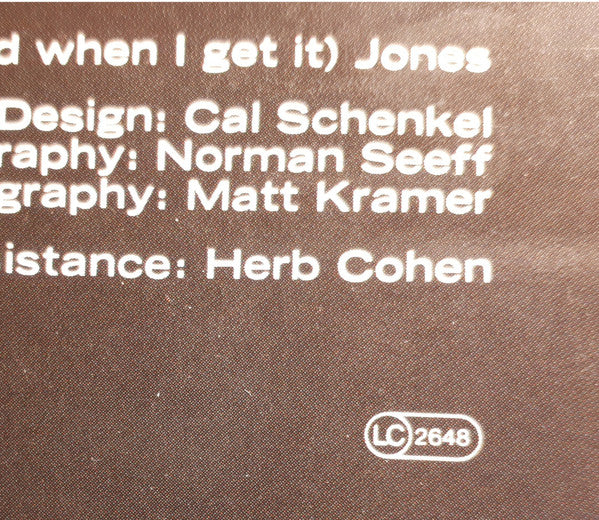 d when I get it) Jones
Design: Cal Schenkel
raphy: Norman Seeff
graphy: Matt Kramer
istance: Herb Cohen
LC 2648